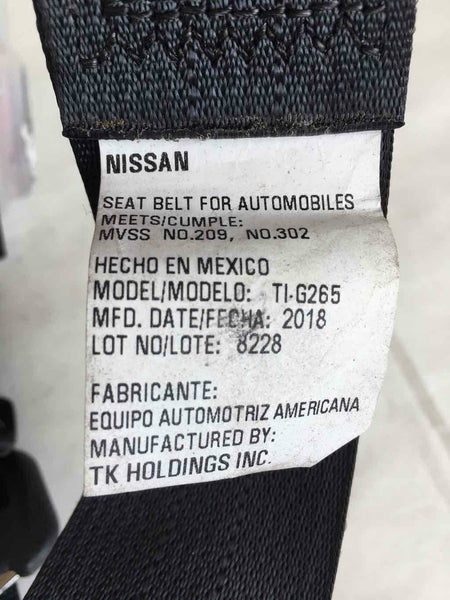 NISSAN
SEAT BELT FOR AUTOMOBILES
MEETS/CUMPLE:
MVSS NO.209, NO.302
HECHO EN MEXICO
MODEL/MODELO: TI-G265
MFD. DATE/FECHA: 2018
LOT NO/LOTE: 8228
FABRICANTE:
EQUIPO AUTOMOTRIZ AMERICANA
MANUFACTURED BY:
TK HOLDINGS INC.